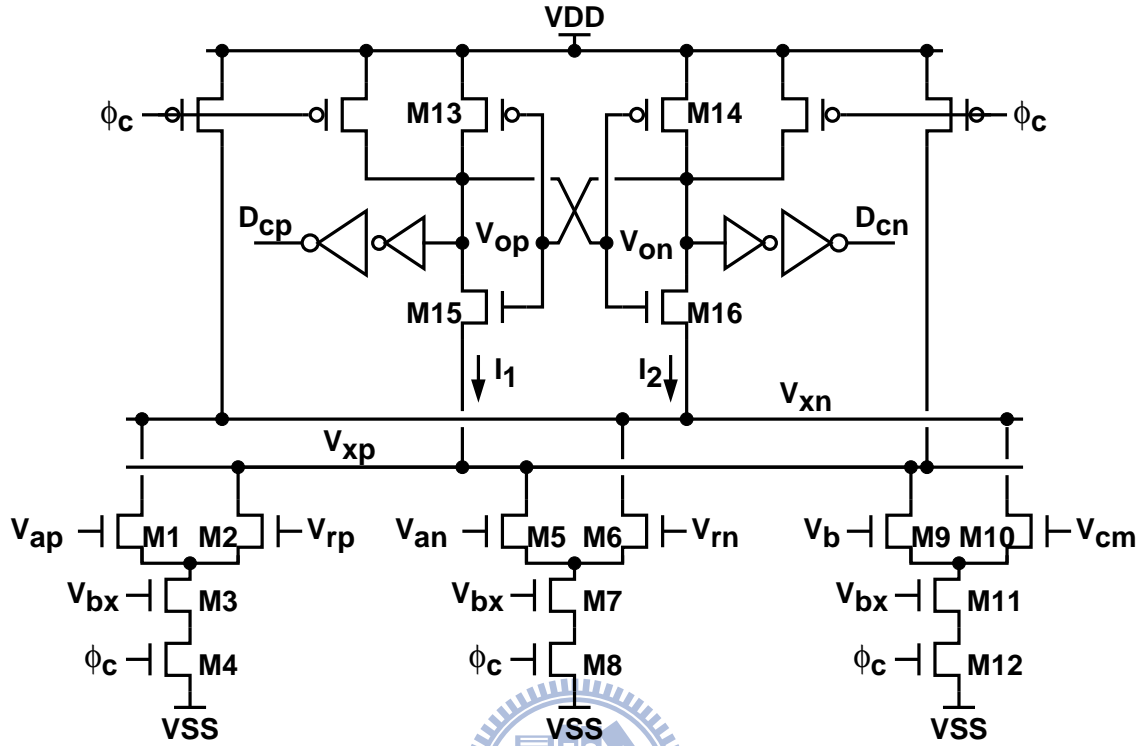 VDD
ϕc M13 M14 ϕc
Dcp Vop Von Dcn
M15 M16
I1 I2
Vxn
Vxp
Vap M1 M2 Vrp Van M5 M6 Vrn Vb M9 M10 Vcm
Vbx M3 Vbx M7 Vbx M11
ϕc M4 ϕc M8 ϕc M12
VSS VSS VSS